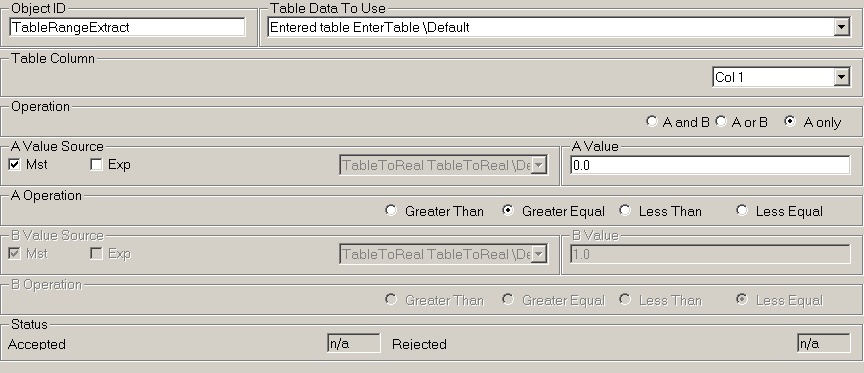 Object ID
Table Data To Use
TableRangeExtract
Entered table EnterTable \Default
Table Column
Col 1
Operation
A and B A or B A only
A Value Source
A Value
Mst Exp TableToReal TableToReal \De 0.0
A Operation
Greater Than Greater Equal Less Than Less Equal
B Value Source
B Value
Mst Exp TableToReal TableToReal \De 1.0
B Operation
Greater Than Greater Equal Less Than Less Equal
Status
Accepted n/a Rejected n/a